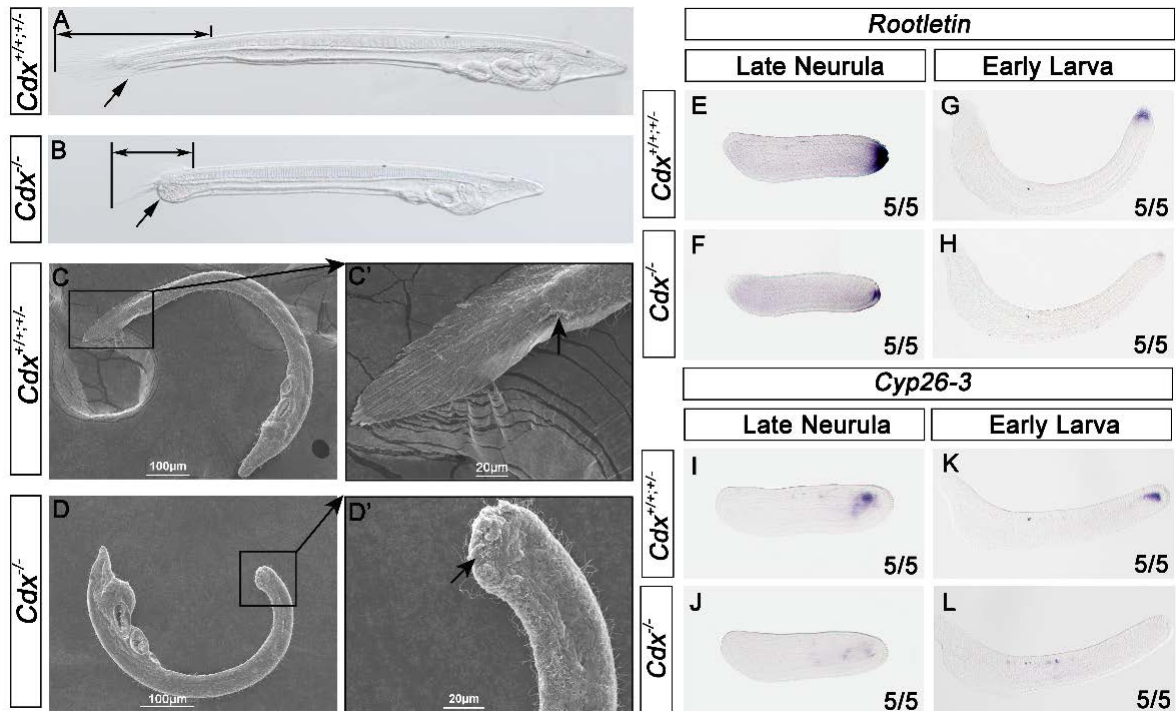 A
Cdx+/+;+/-
B
Cdx-/-
C
Cdx+/+;+/-
100μm
C'
20μm
D
Cdx-/-
100μm
D'
20μm
Rootletin
Late Neurula
Early Larva
E
Cdx+/+;+/-
5/5
G
5/5
F
Cdx-/-
5/5
H
5/5
Cyp26-3
Late Neurula
Early Larva
I
Cdx+/+;+/-
5/5
K
5/5
J
Cdx-/-
5/5
L
5/5